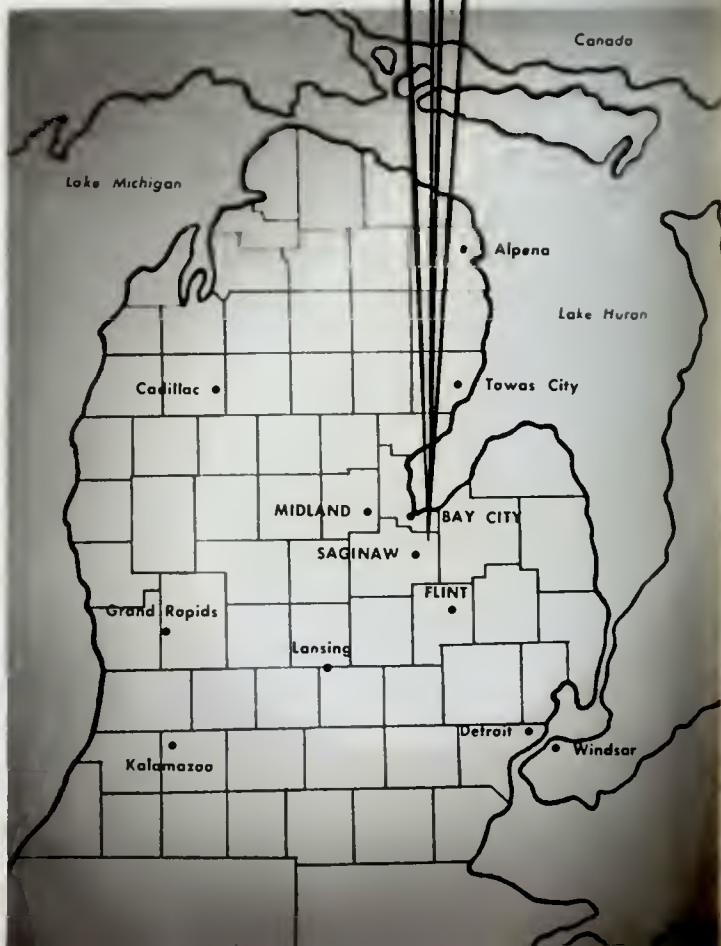 Canada
Lake Michigan
Alpena
Lake Huron
Cadillac
Tawas City
MIDLAND
BAY CITY
SAGINAW
FLINT
Grand Rapids
Lansing
Detroit
Windsor
Kalamazoo